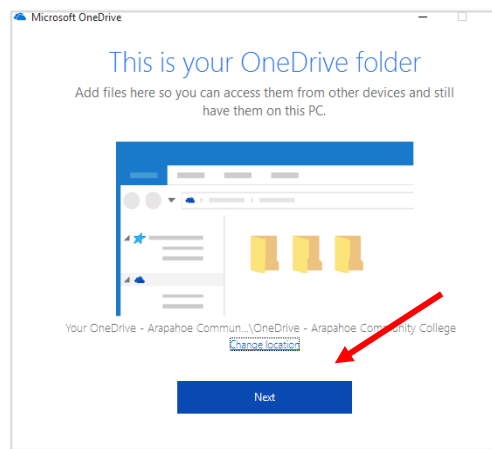 Microsoft OneDrive
This is your OneDrive folder
Add files here so you can access them from other devices and still
have them on this PC.
Your OneDrive - Arapahoe Commun...\OneDrive - Arapahoe Community College
Change location
Next